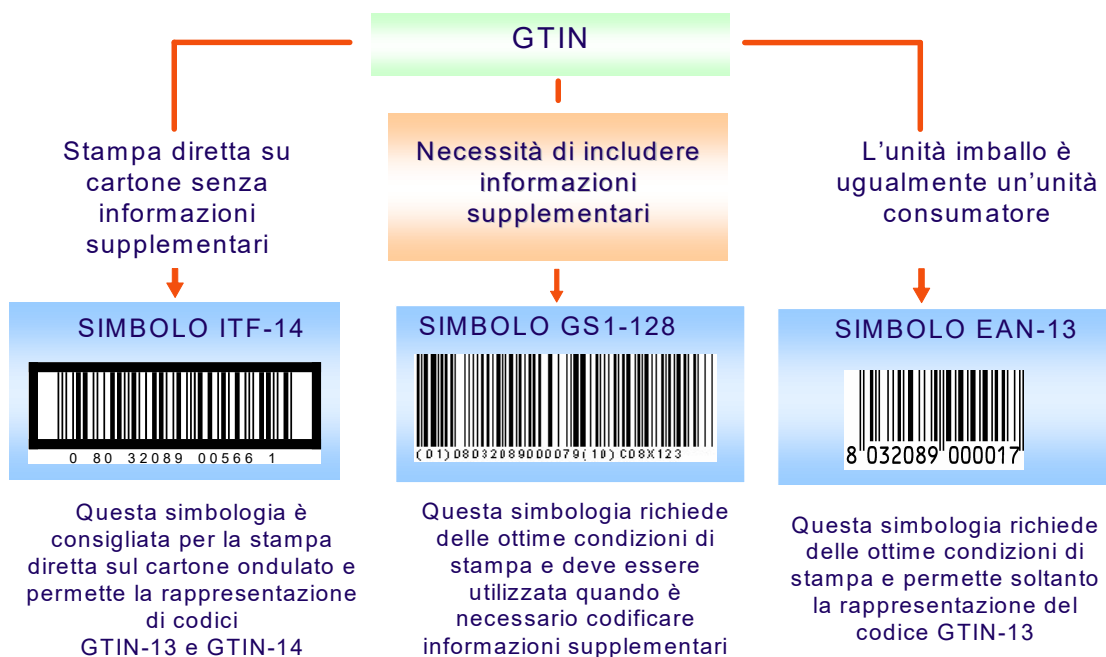 GTIN
Stampa diretta su
cartone senza
informazioni
supplementari
Necessità di includere
informazioni
supplementari
L'unità imballo è
ugualmente un'unità
consumatore
SIMBOLO ITF-14
0 80 32089 00566 1
SIMBOLO GS1-128
(01)08032089000079(10)C08X123
SIMBOLO EAN-13
8 032089 000017
Questa simbologia è
consigliata per la stampa
diretta sul cartone ondulato e
permette la rappresentazione
di codici
GTIN-13 e GTIN-14
Questa simbologia richiede
delle ottime condizioni di
stampa e deve essere
utilizzata quando è
necessario codificare
informazioni supplementari
Questa simbologia richiede
delle ottime condizioni di
stampa e permette soltanto
la rappresentazione del
codice GTIN-13